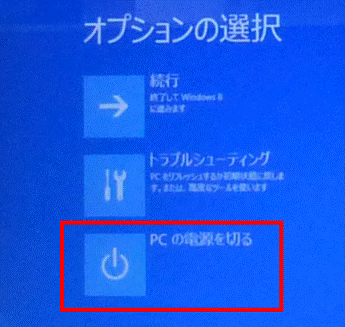 オプションの選択
続行
終了して Windows 8
に進みます
トラブルシューティング
PC をリフレッシュするか初期状態に戻しま
す。または、高度なツールを使います
PC の電源を切る